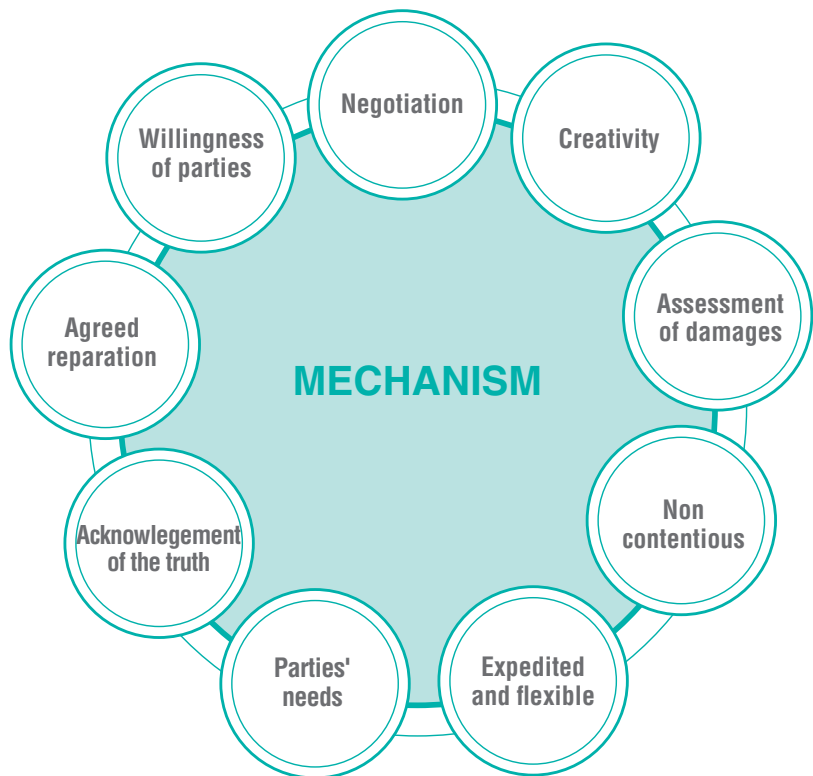 Negotiation
Creativity
Assessment
of damages
Non
contentious
Expedited
and flexible
Parties'
needs
Acknowlegement
of the truth
Agreed
reparation
Willingness
of parties
MECHANISM